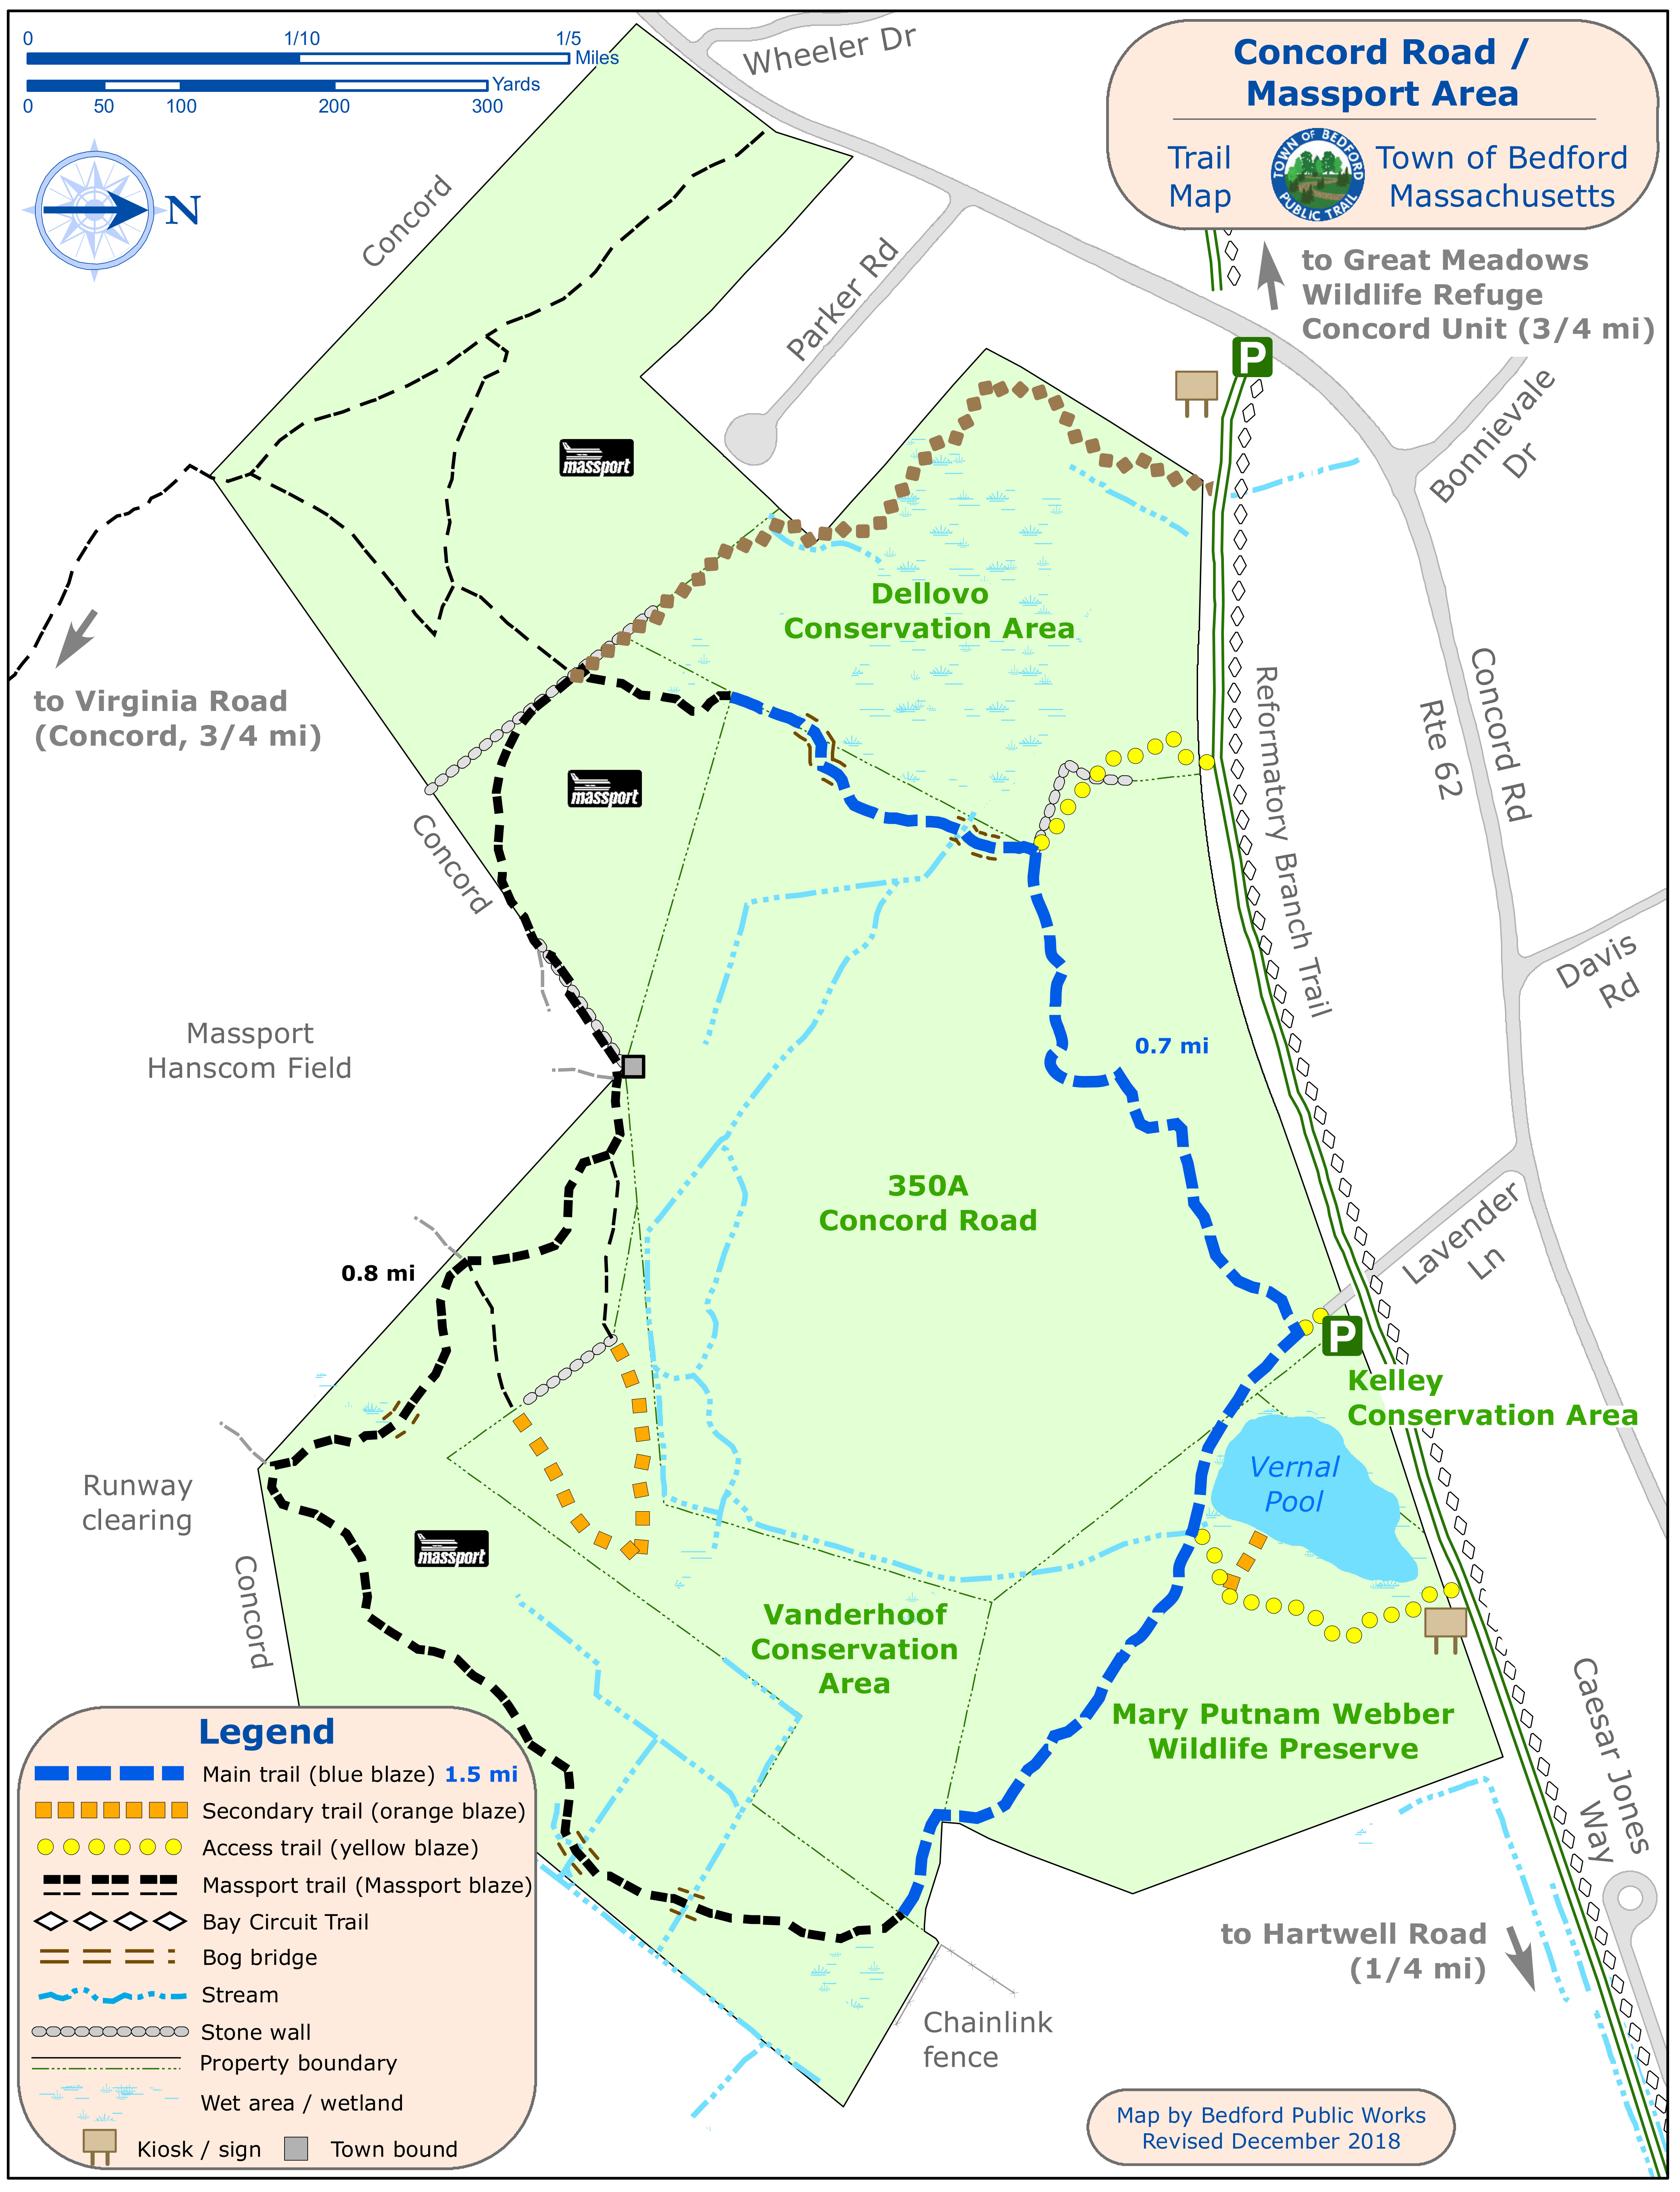 0 1/10 1/5
Miles
Yards
0 50 100 200 300
N
Concord Road /
Massport Area
Trail
Map
TOWN OF BEDFORD
PUBLIC TRAIL
Town of Bedford
Massachusetts
Wheeler Dr
Concord
Parker Rd
to Great Meadows
Wildlife Refuge
Concord Unit (3/4 mi)
P
Bonnievale
Dr
massport
Dellovo
Conservation Area
to Virginia Road
(Concord, 3/4 mi)
massport
Concord
Reformatory Branch Trail
Concord Rd
Rte 62
Davis
Rd
Massport
Hanscom Field
0.7 mi
350A
Concord Road
Lavender
Ln
0.8 mi
P
Kelley
Conservation Area
Vernal
Pool
Runway
clearing
massport
Concord
Vanderhoof
Conservation
Area
Mary Putnam Webber
Wildlife Preserve
Caesar Jones
Way
to Hartwell Road
(1/4 mi)
Chainlink
fence
Legend
Main trail (blue blaze) 1.5 mi
Secondary trail (orange blaze)
Access trail (yellow blaze)
Massport trail (Massport blaze)
Bay Circuit Trail
Bog bridge
Stream
Stone wall
Property boundary
Wet area / wetland
Kiosk / sign
Town bound
Map by Bedford Public Works
Revised December 2018